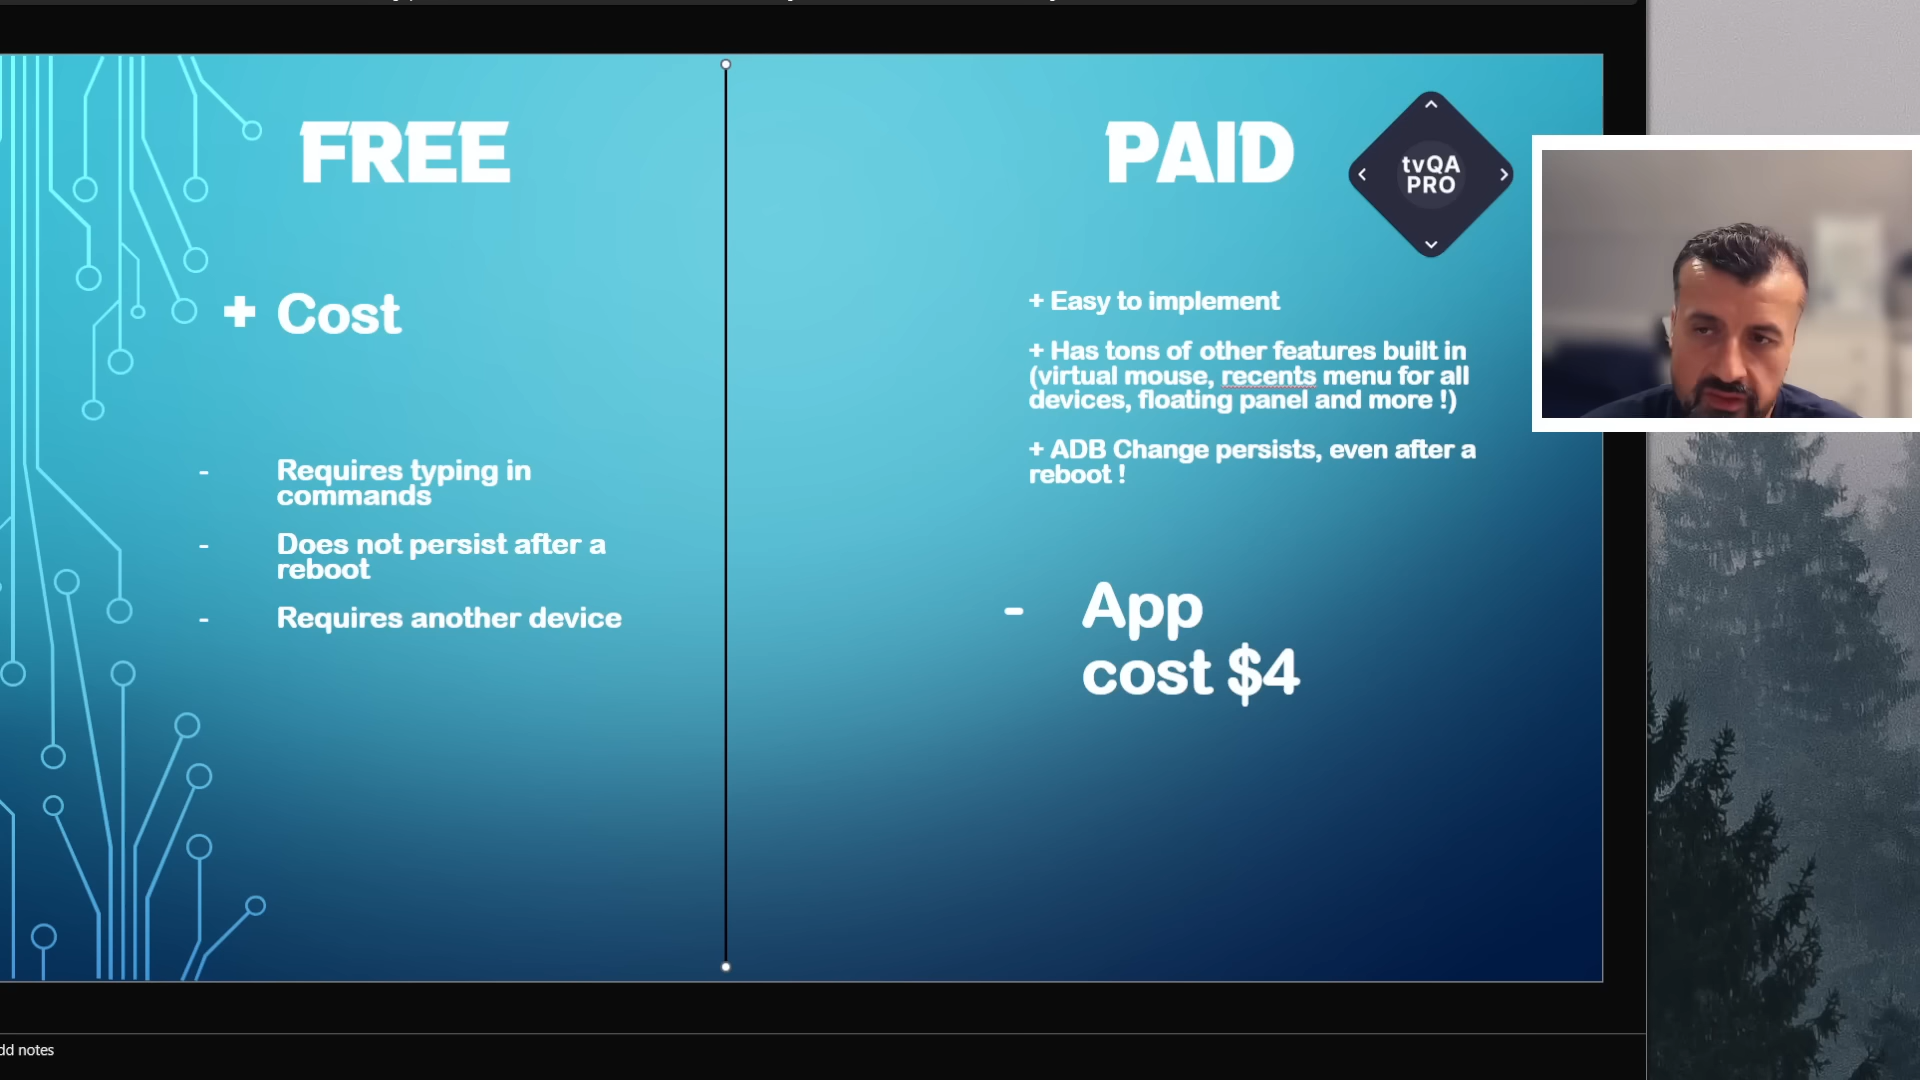 FREE
+ Cost
- Requires typing in
commands
- Does not persist after a
reboot
- Requires another device
PAID
tvQA
PRO
+ Easy to implement
+ Has tons of other features built in
(virtual mouse, recents menu for all
devices, floating panel and more !)
+ ADB Change persists, even after a
reboot !
- App
cost $4
dd notes